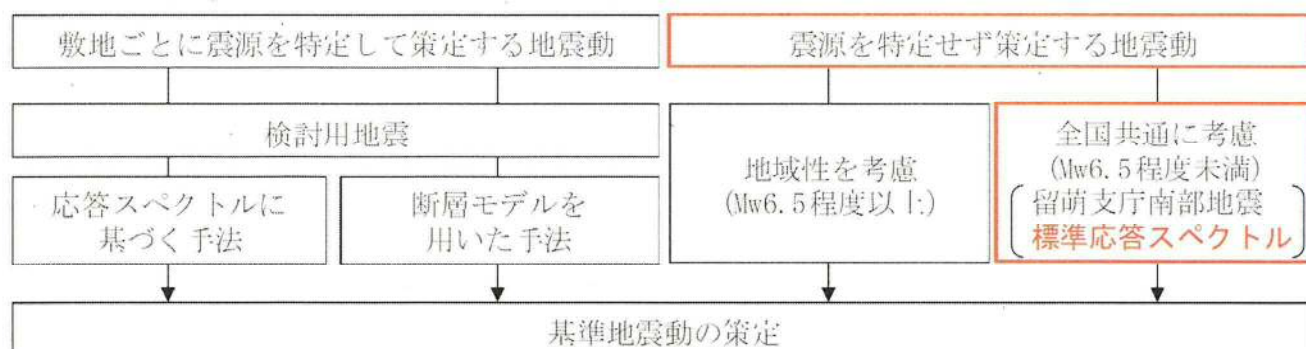 敷地ごとに震源を特定して策定する地震動
震源を特定せず策定する地震動
検討用地震
応答スペクトルに
基づく手法
断層モデルを
用いた手法
地域性を考慮
(Mw6.5程度以上)
全国共通に考慮
(Mw6.5程度未満)
留萌支庁南部地震
標準応答スペクトル
基準地震動の策定